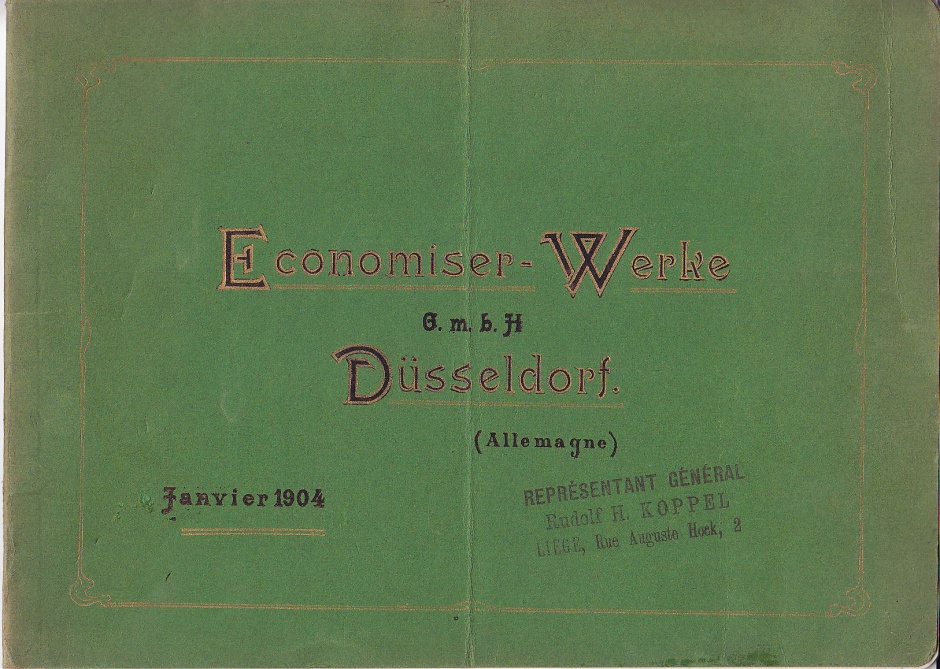 Economiser-Werke
G. m. b. H
Düsseldorf.
(Allemagne)
Janvier 1904
REPRÉSENTANT GÉNÉRAL
Rudolf H. KOPPEL
LIÉGE, Rue Auguste Hock, 2